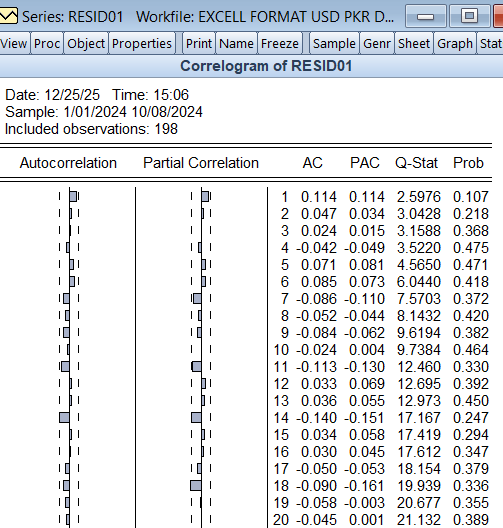 Series: RESID01 Workfile: EXCELL FORMAT USD PKR D...
View Proc Object Properties Print Name Freeze Sample Genr Sheet Graph Stat
Correlogram of RESID01
Date: 12/25/25 Time: 15:06
Sample: 1/01/2024 10/08/2024
Included observations: 198
Autocorrelation Partial Correlation AC PAC Q-Stat Prob
1 0.114 0.114 2.5976 0.107
2 0.047 0.034 3.0428 0.218
3 0.024 0.015 3.1588 0.368
4 -0.042 -0.049 3.5220 0.475
5 0.071 0.081 4.5650 0.471
6 0.085 0.073 6.0440 0.418
7 -0.086 -0.110 7.5703 0.372
8 -0.052 -0.044 8.1432 0.420
9 -0.084 -0.062 9.6194 0.382
10 -0.024 0.004 9.7384 0.464
11 -0.113 -0.130 12.460 0.330
12 0.033 0.069 12.695 0.392
13 0.036 0.055 12.973 0.450
14 -0.140 -0.151 17.167 0.247
15 0.034 0.058 17.419 0.294
16 0.030 0.045 17.612 0.347
17 -0.050 -0.053 18.154 0.379
18 -0.090 -0.161 19.939 0.336
19 -0.058 -0.003 20.677 0.355
20 -0.045 0.001 21.132 0.389